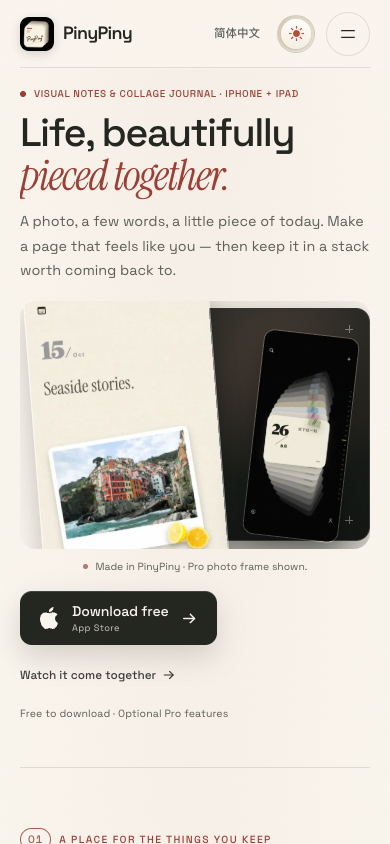 PinyPiny
简体中文
VISUAL NOTES & COLLAGE JOURNAL · IPHONE + IPAD
Life, beautifully
pieced together.
A photo, a few words, a little piece of today. Make
a page that feels like you — then keep it in a stack
worth coming back to.
15/ Oct
Seaside stories.
26
Made in PinyPiny · Pro photo frame shown.
Download free
App Store
Watch it come together →
Free to download · Optional Pro features
01 A PLACE FOR THE THINGS YOU KEEP